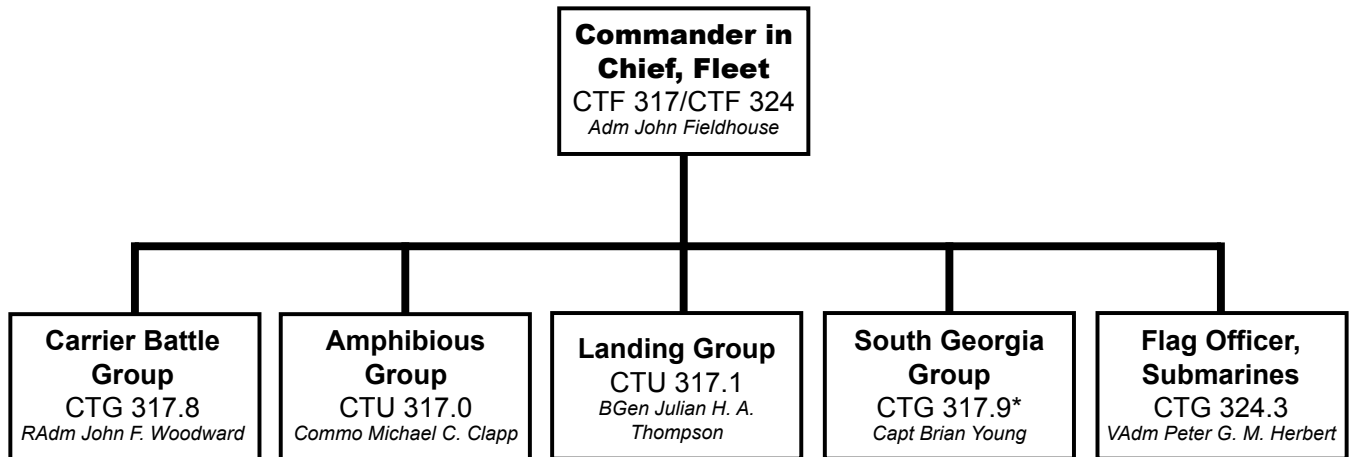 Commander in
Chief, Fleet
CTF 317/CTF 324
Adm John Fieldhouse
Carrier Battle
Group
CTG 317.8
RAdm John F. Woodward
Amphibious
Group
CTU 317.0
Commo Michael C. Clapp
Landing Group
CTU 317.1
BGen Julian H. A.
Thompson
South Georgia
Group
CTG 317.9*
Capt Brian Young
Flag Officer,
Submarines
CTG 324.3
VAdm Peter G. M. Herbert